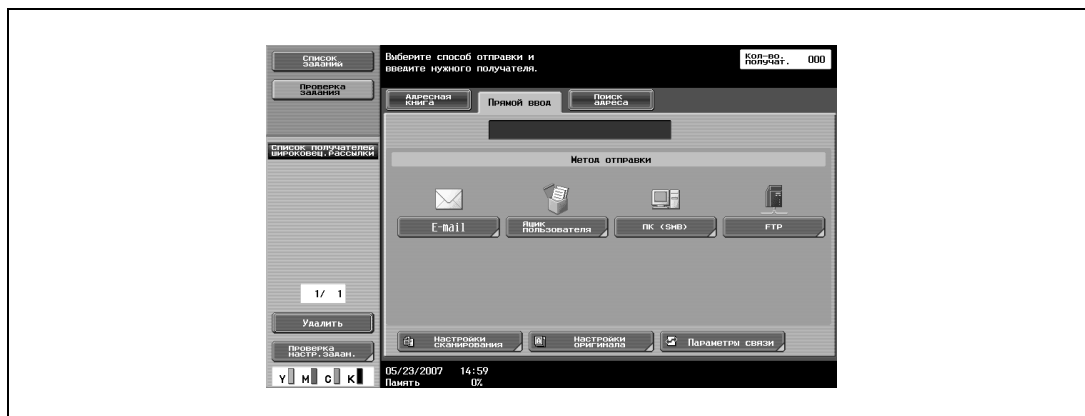 Список
заданий
Проверка
задания
Выберите способ отправки и
введите нужного получателя.
Кол-во.
получат. 000
Адресная
книга
Прямой ввод
Поиск
адреса
Список получателей
широковещ.рассылки
Метод отправки
E-mail
Ящик
пользователя
ПК (SMB)
FTP
1/ 1
Удалить
Проверка
настр.задан.
Настройки
сканирования
Настройки
оригинала
Параметры связи
Y M C K
05/23/2007 14:59
Память 0%